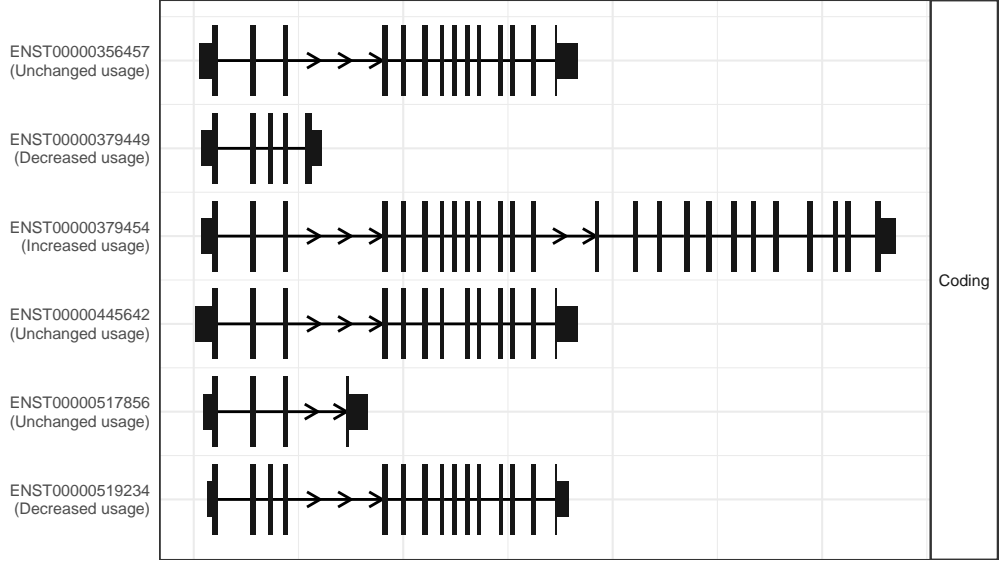 ENST00000356457
(Unchanged usage)
ENST00000379449
(Decreased usage)
ENST00000379454
(Increased usage)
ENST00000445642
(Unchanged usage)
ENST00000517856
(Unchanged usage)
ENST00000519234
(Decreased usage)
Coding